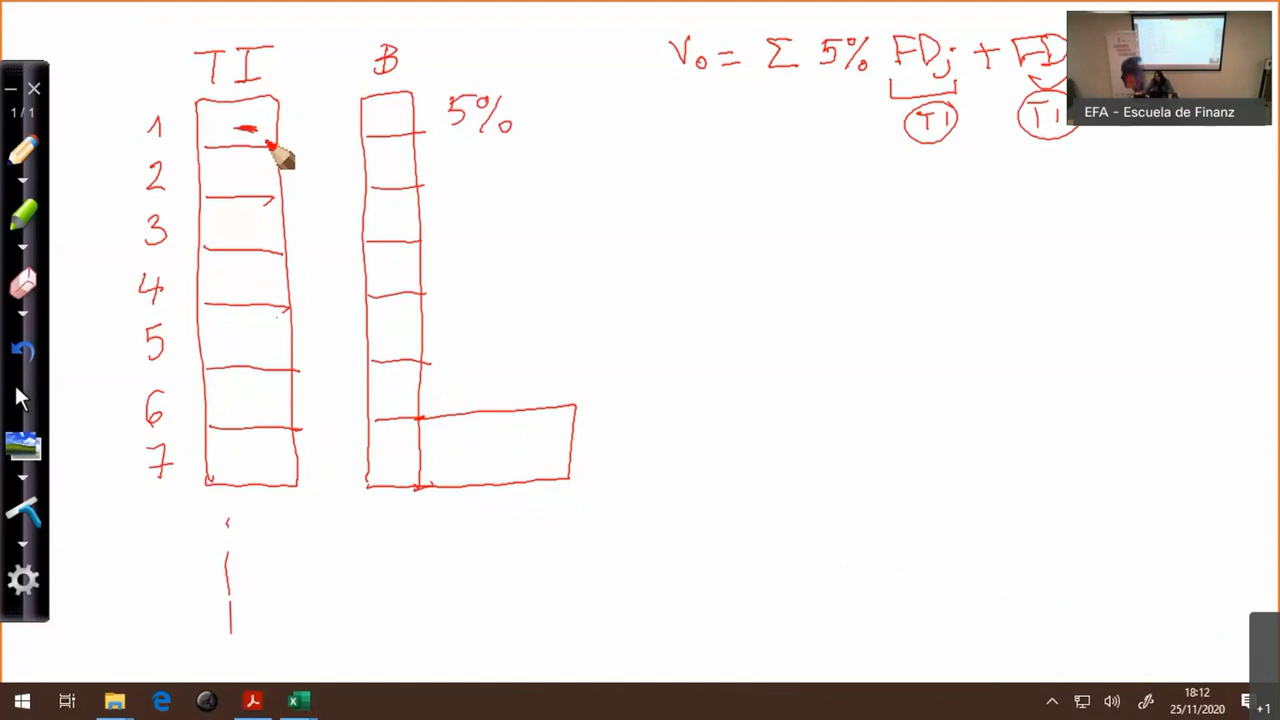 TI
B
V₀ = Σ 5% FDj + FD
TI
TI
5%
1
2
3
4
5
6
7
1/1
EFA - Escuela de Finanz
18:12
25/11/2020
+1